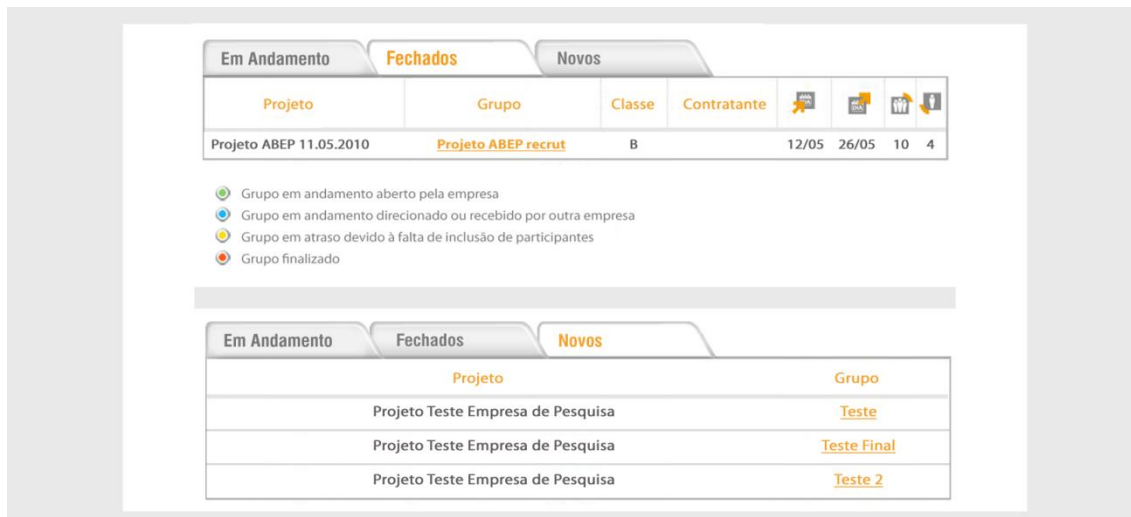 Em Andamento Fechados Novos
Projeto Grupo Classe Contratante
Projeto ABEP 11.05.2010 Projeto ABEP recrut B 12/05 26/05 10 4
Grupo em andamento aberto pela empresa
Grupo em andamento direcionado ou recebido por outra empresa
Grupo em atraso devido à falta de inclusão de participantes
Grupo finalizado
Em Andamento Fechados Novos
Projeto Grupo
Projeto Teste Empresa de Pesquisa Teste
Projeto Teste Empresa de Pesquisa Teste Final
Projeto Teste Empresa de Pesquisa Teste 2